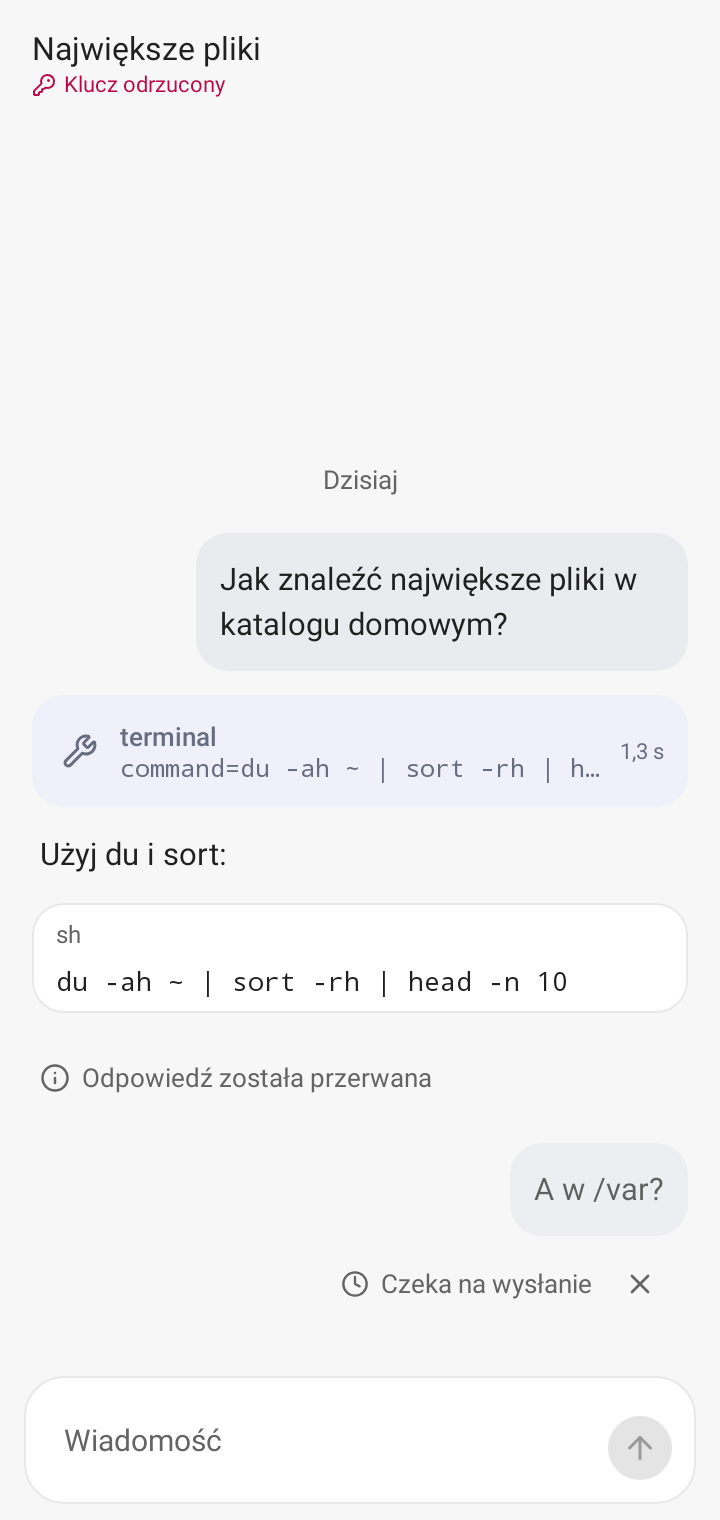 Największe pliki
Klucz odrzucony
Dzisiaj
Jak znaleźć największe pliki w
katalogu domowym?
terminal
command=du -ah ~ | sort -rh | h…
1,3 s
Użyj du i sort:
sh
du -ah ~ | sort -rh | head -n 10
Odpowiedź została przerwana
A w /var?
Czeka na wysłanie
Wiadomość